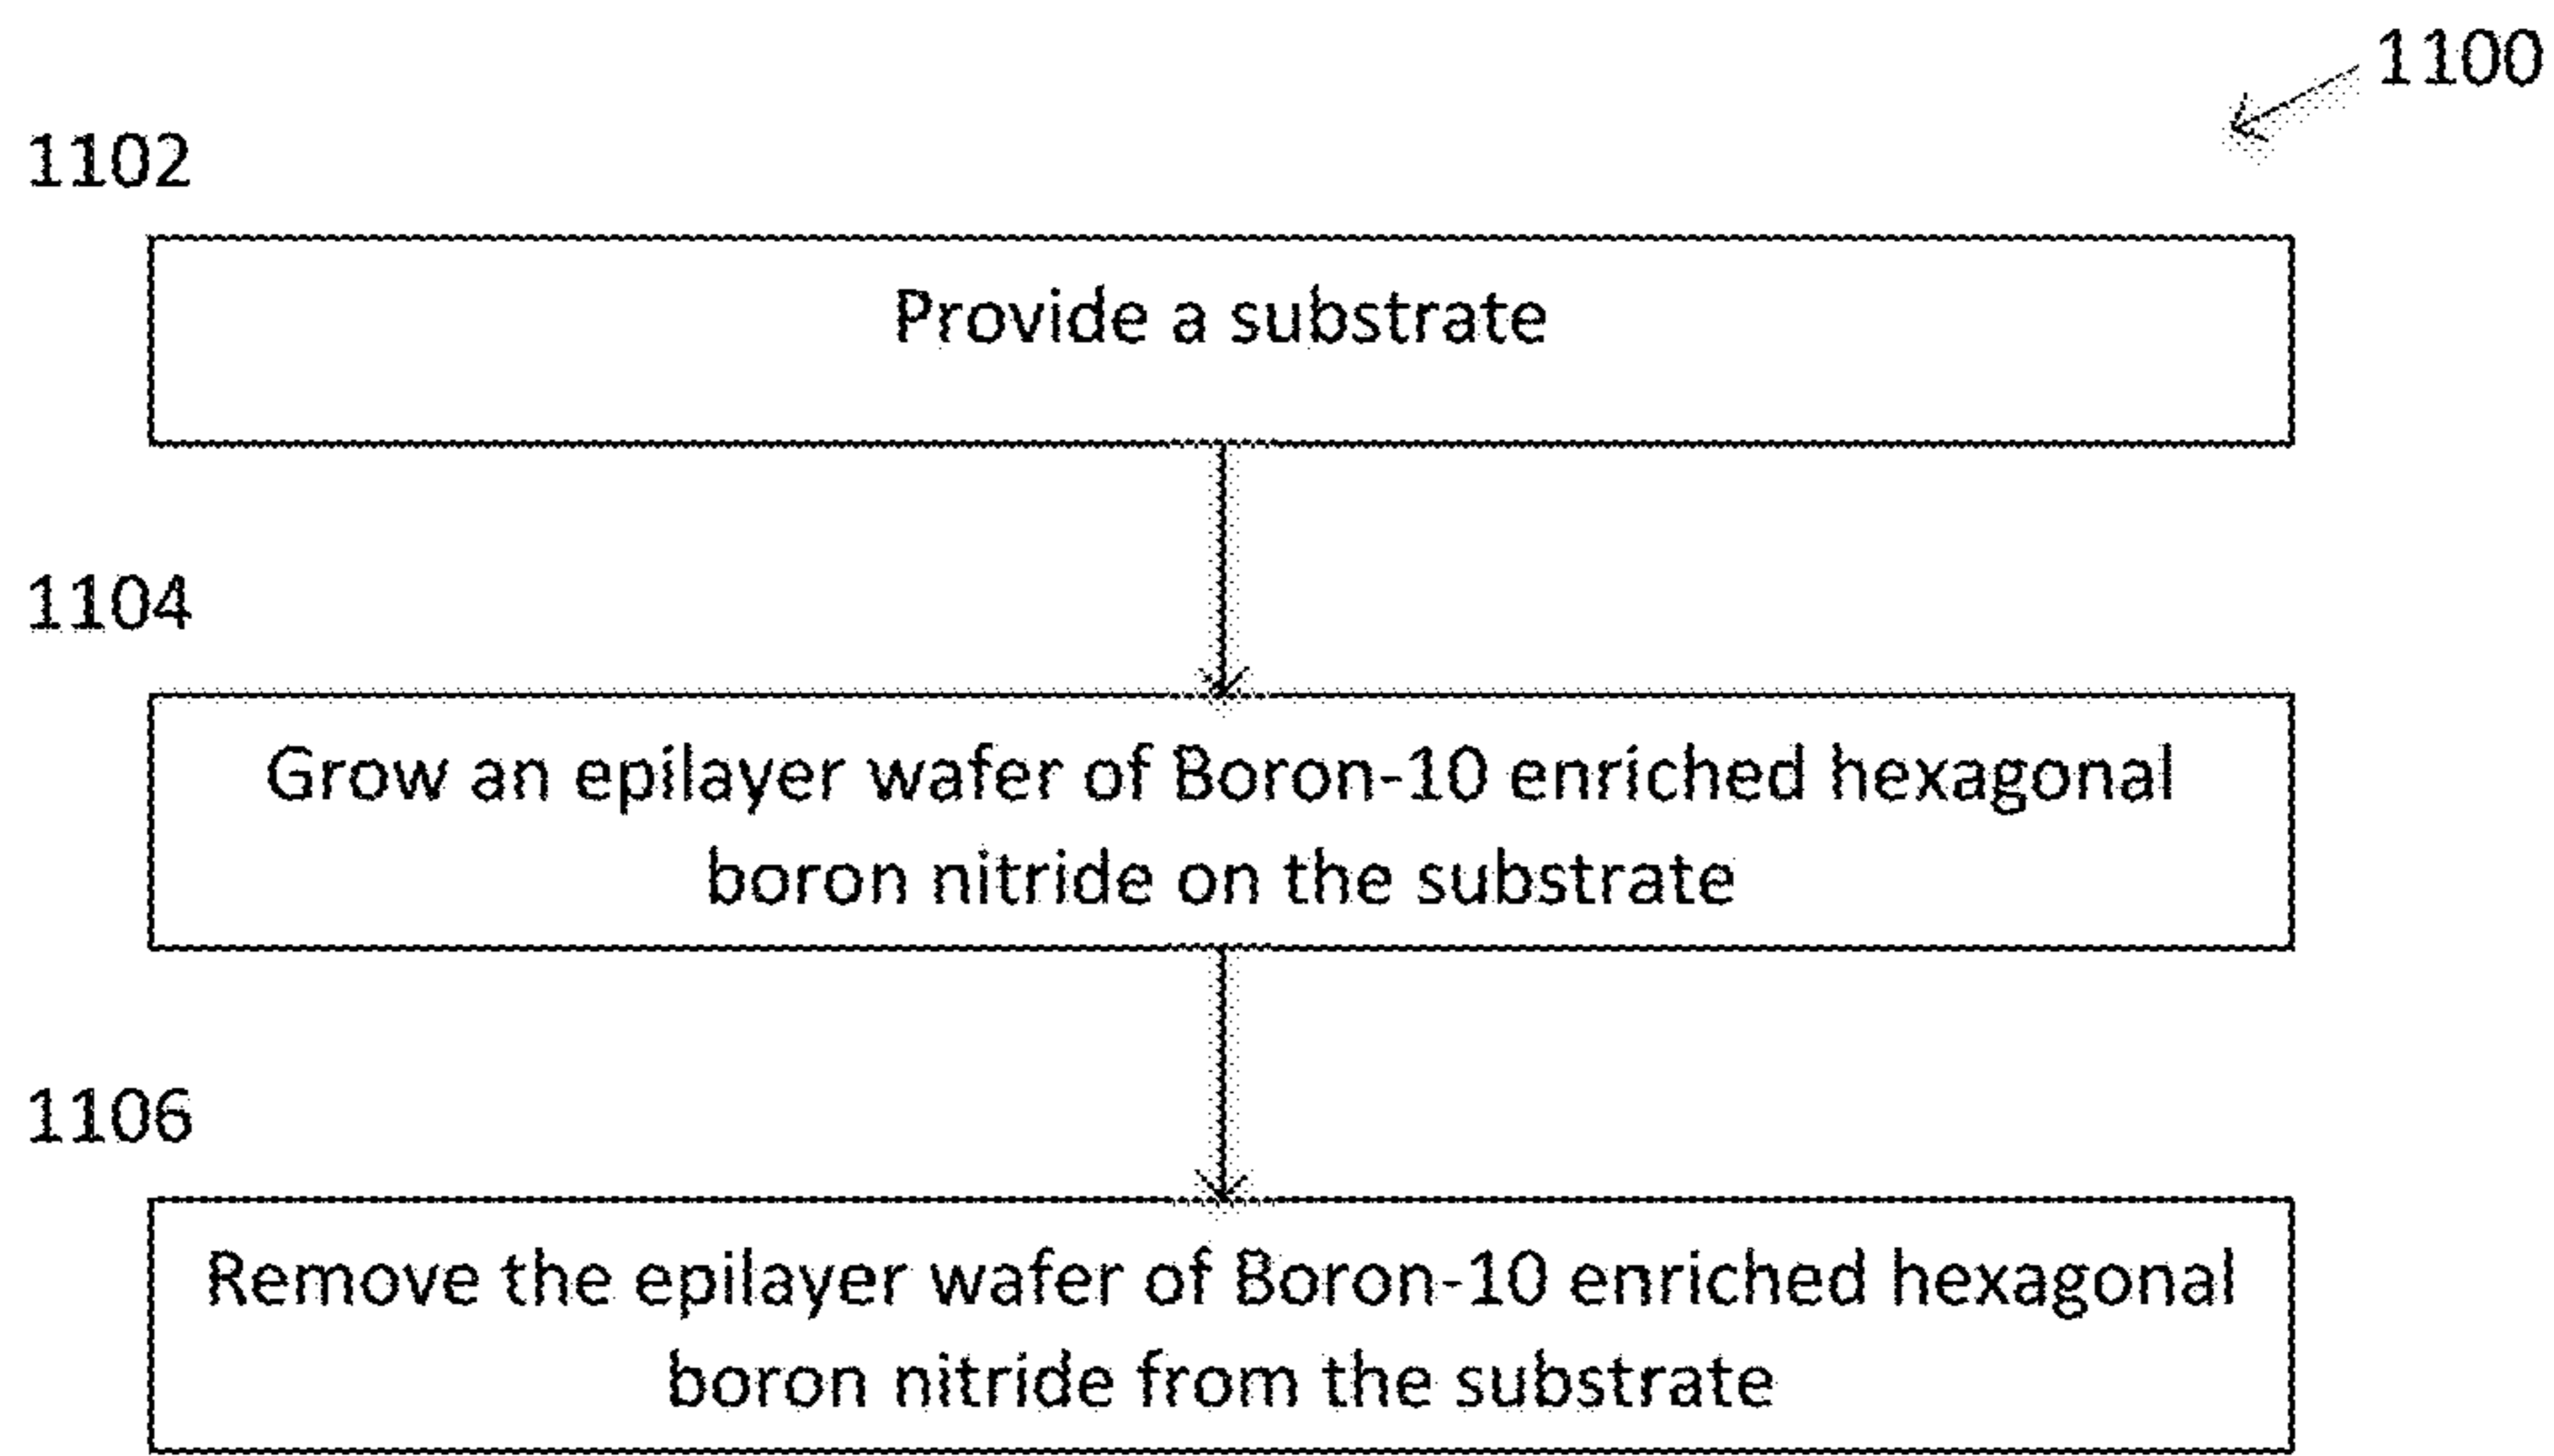 1100
1102
Provide a substrate
1104
Grow an epilayer wafer of Boron-10 enriched hexagonal
boron nitride on the substrate
1106
Remove the epilayer wafer of Boron-10 enriched hexagonal
boron nitride from the substrate